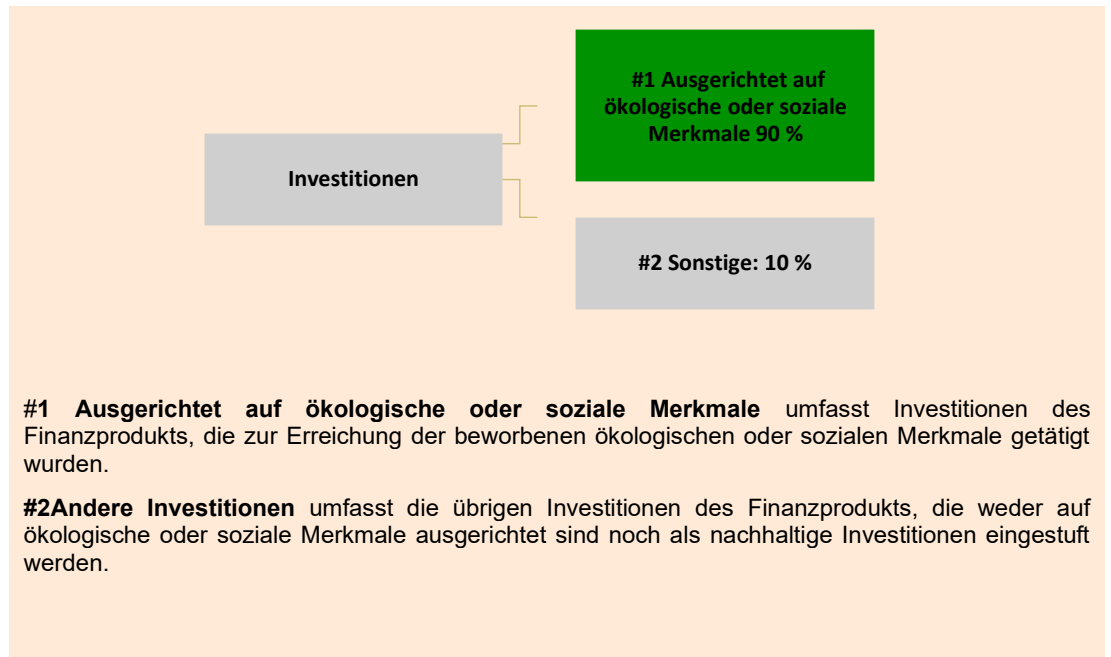 #1 Ausgerichtet auf
ökologische oder soziale
Merkmale 90 %
Investitionen
#2 Sonstige: 10 %
#1 Ausgerichtet auf ökologische oder soziale Merkmale umfasst Investitionen des
Finanzprodukts, die zur Erreichung der beworbenen ökologischen oder sozialen Merkmale getätigt
wurden.
#2Andere Investitionen umfasst die übrigen Investitionen des Finanzprodukts, die weder auf
ökologische oder soziale Merkmale ausgerichtet sind noch als nachhaltige Investitionen eingestuft
werden.